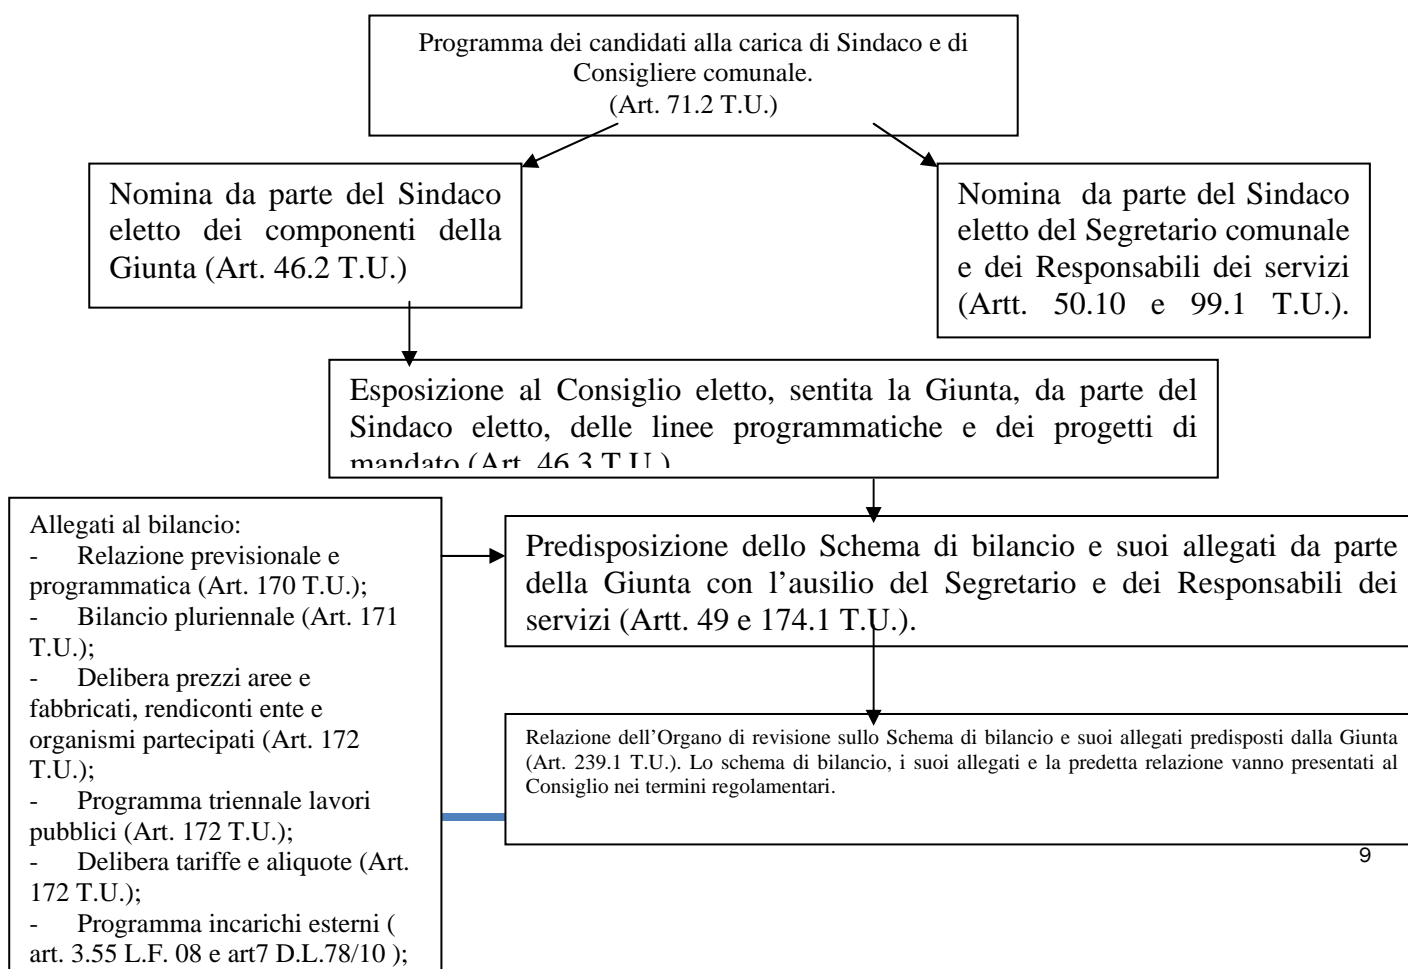 Programma dei candidati alla carica di Sindaco e di
Consigliere comunale.
(Art. 71.2 T.U.)
Nomina da parte del Sindaco
eletto dei componenti della
Giunta (Art. 46.2 T.U.)
Nomina da parte del Sindaco
eletto del Segretario comunale
e dei Responsabili dei servizi
(Artt. 50.10 e 99.1 T.U.).
Esposizione al Consiglio eletto, sentita la Giunta, da parte del
Sindaco eletto, delle linee programmatiche e dei progetti di
mandato (Art. 46.3 T.U.)
Allegati al bilancio:
- Relazione previsionale e
programmatica (Art. 170 T.U.);
- Bilancio pluriennale (Art. 171
T.U.);
- Delibera prezzi aree e
fabbricati, rendiconti ente e
organismi partecipati (Art. 172
T.U.);
- Programma triennale lavori
pubblici (Art. 172 T.U.);
- Delibera tariffe e aliquote (Art.
172 T.U.);
- Programma incarichi esterni (
art. 3.55 L.F. 08 e art7 D.L.78/10 );
Predisposizione dello Schema di bilancio e suoi allegati da parte
della Giunta con l’ausilio del Segretario e dei Responsabili dei
servizi (Artt. 49 e 174.1 T.U.).
Relazione dell’Organo di revisione sullo Schema di bilancio e suoi allegati predisposti dalla Giunta
(Art. 239.1 T.U.). Lo schema di bilancio, i suoi allegati e la predetta relazione vanno presentati al
Consiglio nei termini regolamentari.
9